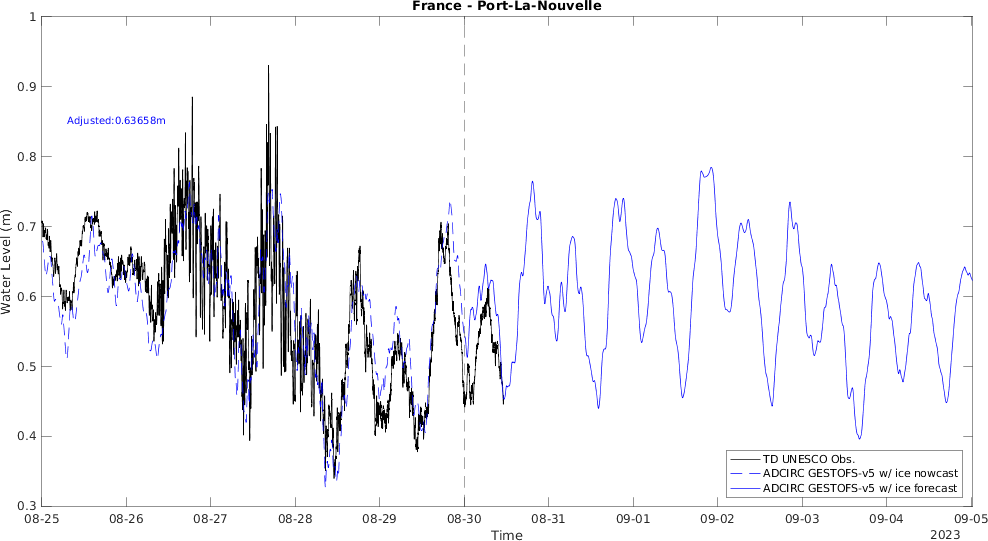 France - Port-La-Nouvelle
1
0.9
0.8
0.7
0.6
0.5
0.4
0.3
Water Level (m)
Adjusted:0.63658m
TD UNESCO Obs.
ADCIRC GESTOFS-v5 w/ ice nowcast
ADCIRC GESTOFS-v5 w/ ice forecast
08-25 08-26 08-27 08-28 08-29 08-30 08-31 09-01 09-02 09-03 09-04 09-05
Time
2023